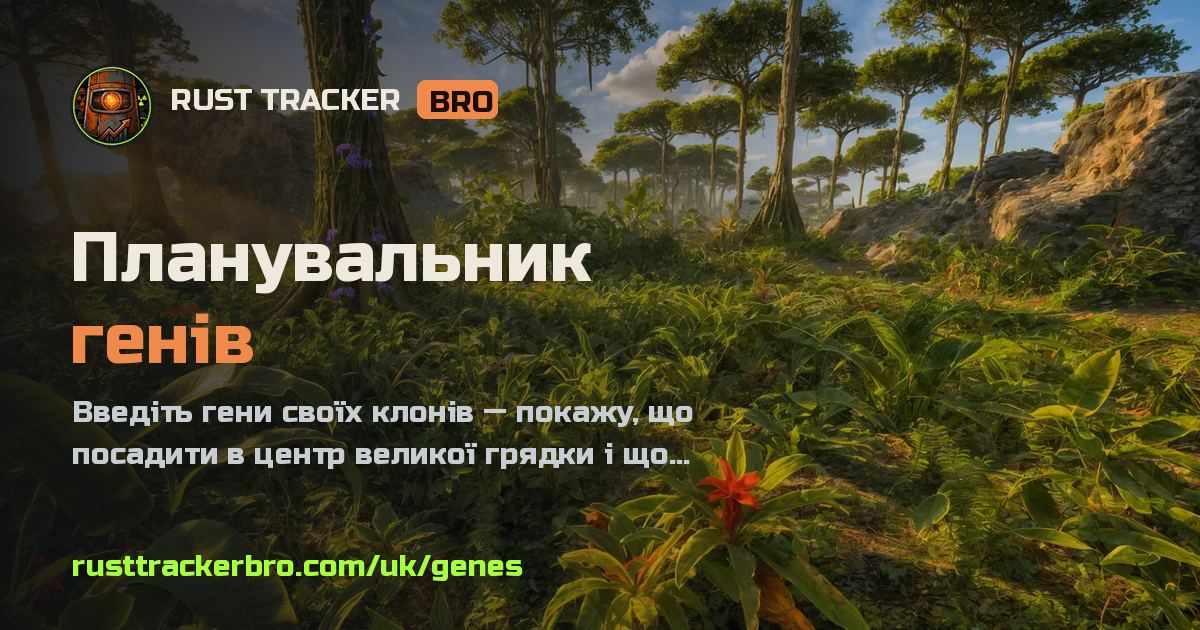 RUST TRACKER BRO
Планувальник
генів
Введіть гени своїх клонів — покажу, що
посадити в центр великої грядки і що...
rusttrackerbro.com/uk/genes